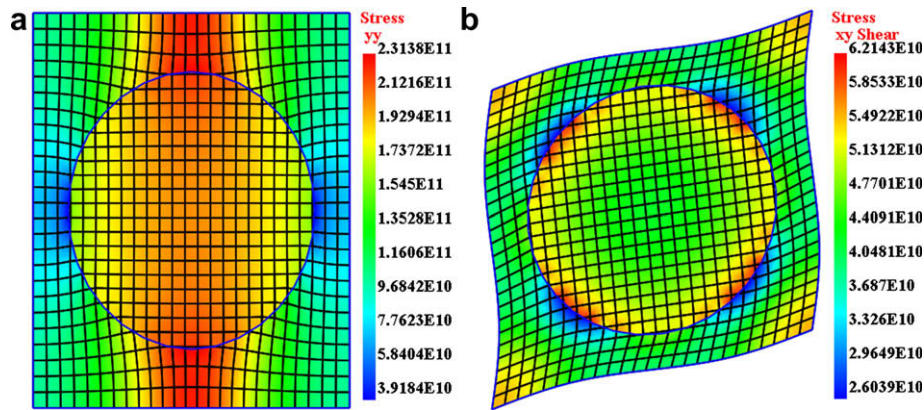 a
Stress
yy
2.3138E11
2.1216E11
1.9294E11
1.7372E11
1.545E11
1.3528E11
1.1606E11
9.6842E10
7.7623E10
5.8404E10
3.9184E10
b
Stress
xy Shear
6.2143E10
5.8533E10
5.4922E10
5.1312E10
4.7701E10
4.4091E10
4.0481E10
3.687E10
3.326E10
2.9649E10
2.6039E10